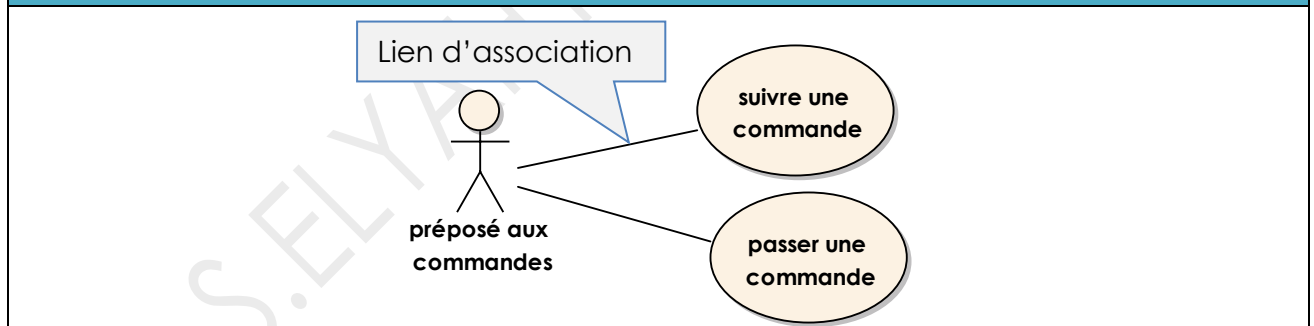 Lien d'association
suivre une
commande
préposé aux
commandes
passer une
commande